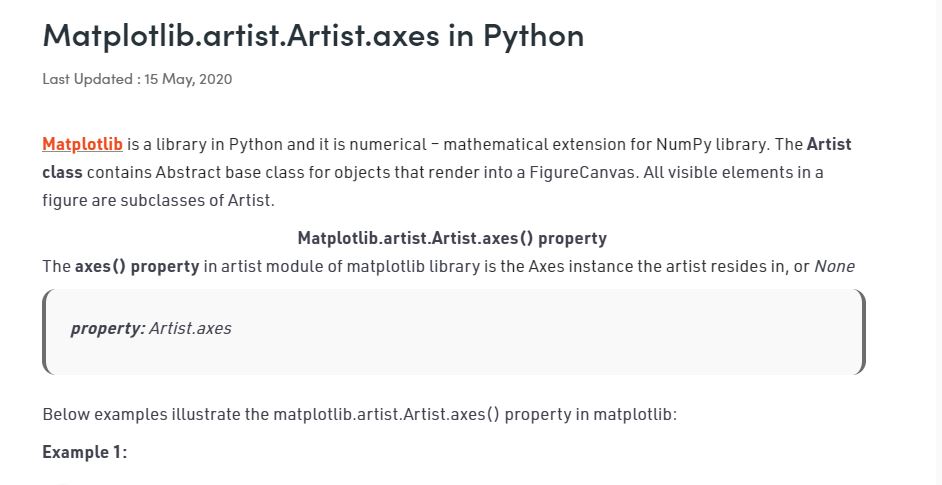 Matplotlib.artist.Artist.axes in Python
Last Updated : 15 May, 2020
Matplotlib is a library in Python and it is numerical – mathematical extension for NumPy library. The Artist
class contains Abstract base class for objects that render into a FigureCanvas. All visible elements in a
figure are subclasses of Artist.
Matplotlib.artist.Artist.axes() property
The axes() property in artist module of matplotlib library is the Axes instance the artist resides in, or None
property: Artist.axes
Below examples illustrate the matplotlib.artist.Artist.axes() property in matplotlib:
Example 1: